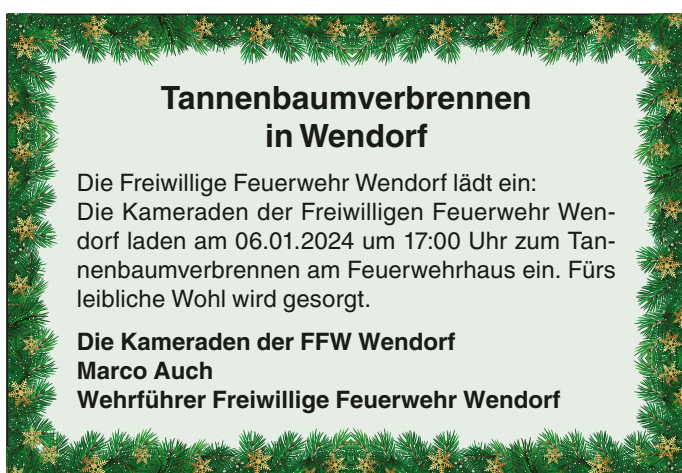 Tannenbaumverbrennen
in Wendorf
Die Freiwillige Feuerwehr Wendorf lädt ein:
Die Kameraden der Freiwilligen Feuerwehr Wen-
dorf laden am 06.01.2024 um 17:00 Uhr zum Tan-
nenbaumverbrennen am Feuerwehrhaus ein. Fürs
leibliche Wohl wird gesorgt.
Die Kameraden der FFW Wendorf
Marco Auch
Wehrführer Freiwillige Feuerwehr Wendorf